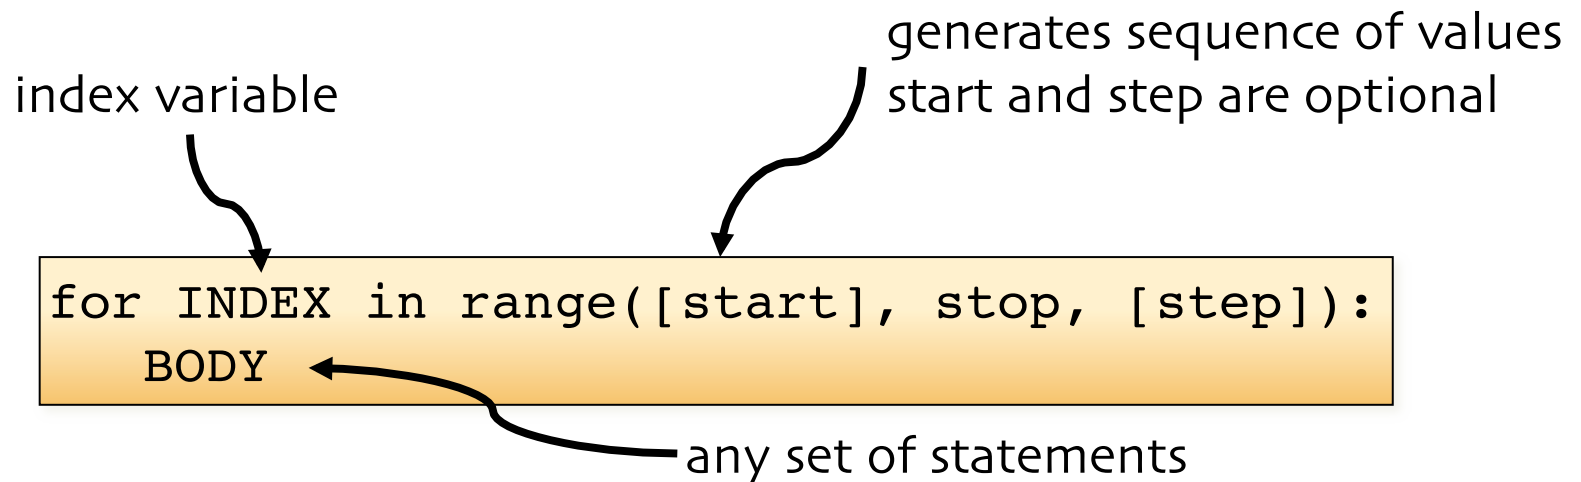 generates sequence of values
start and step are optional
index variable
for INDEX in range([start], stop, [step]):
BODY
any set of statements